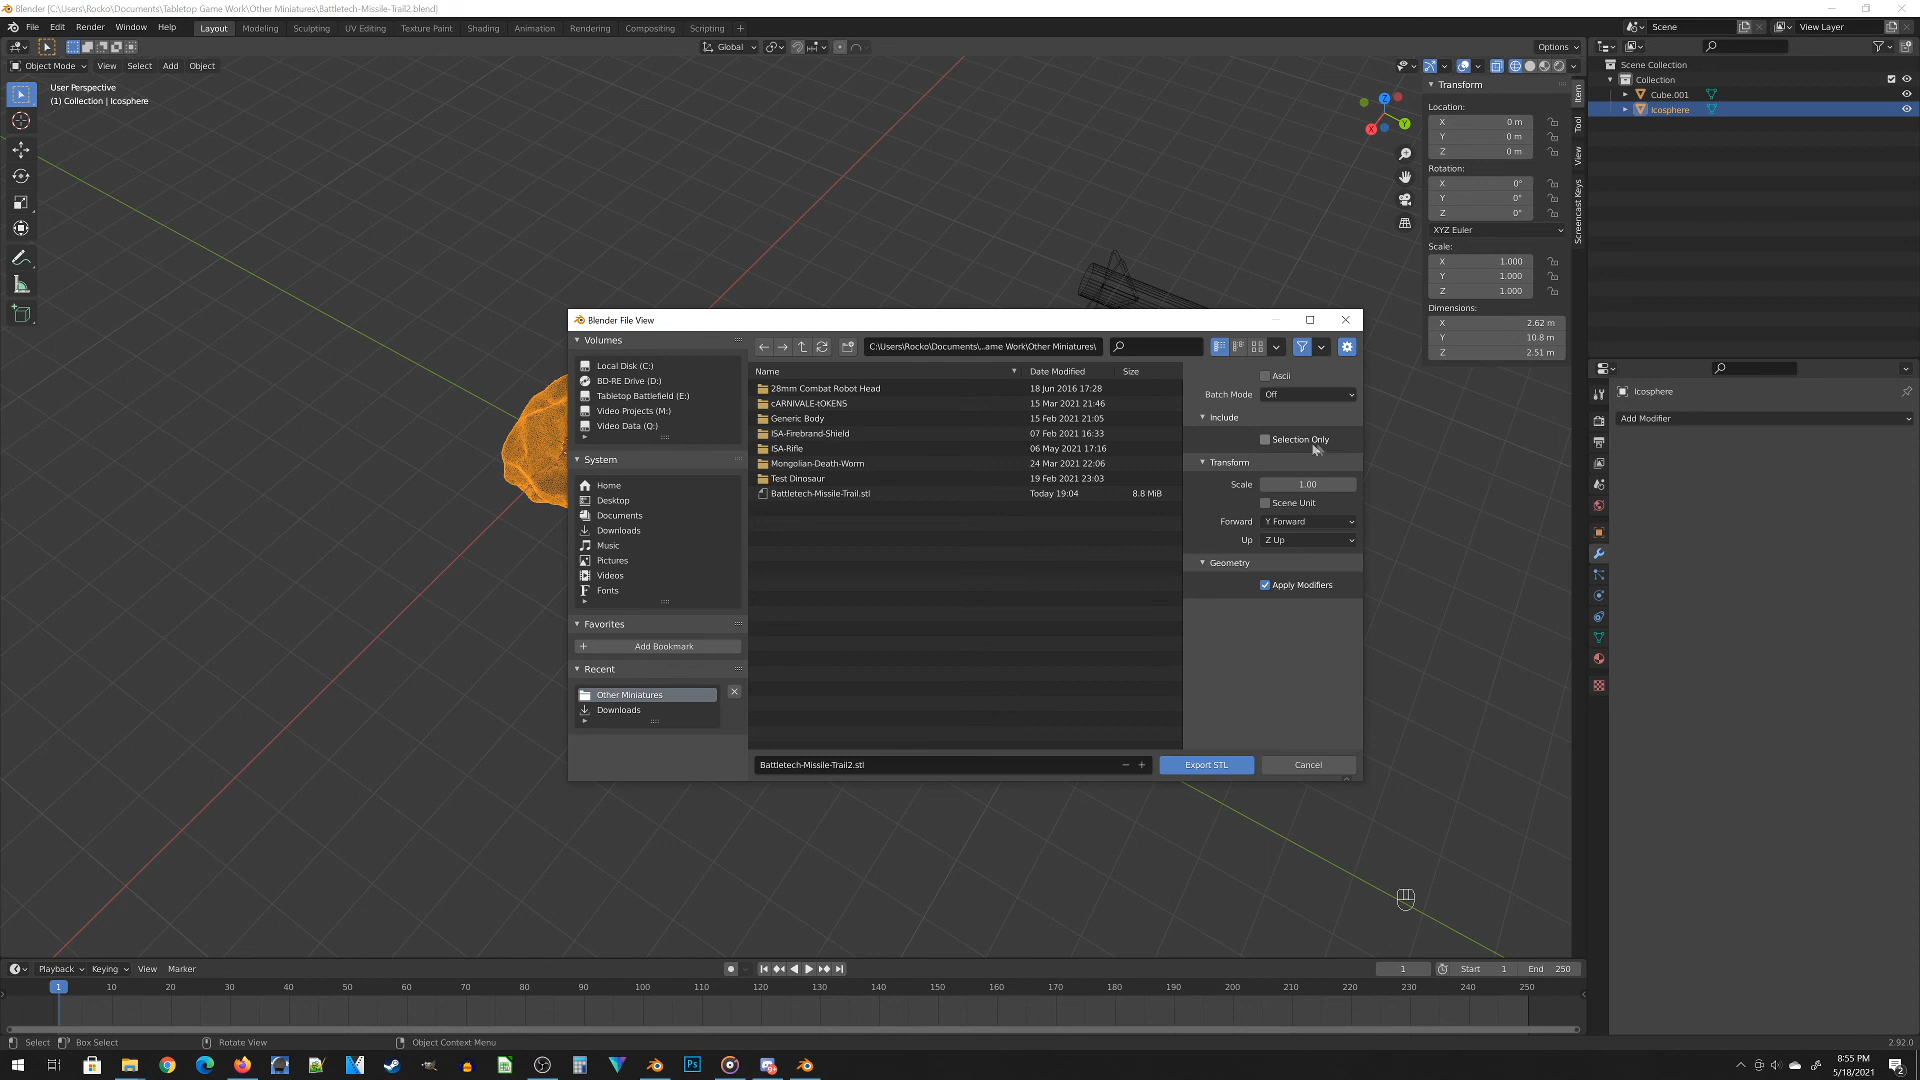 Blender [C:\Users\Rocko\Documents\Tabletop Game Work\Other Miniatures\Battletech-Missile-Trail2.blend]
File Edit Render Window Help Layout Modeling Sculpting UV Editing Texture Paint Shading Animation Rendering Compositing Scripting +
Scene View Layer
Global Options
Object Mode View Select Add Object
User Perspective
(1) Collection | Icosphere
Scene Collection
Collection
Cube.001
Icosphere
Z
Y
X
Transform
Location:
X 0 m
Y 0 m
Z 0 m
Rotation:
X 0°
Y 0°
Z 0°
XYZ Euler
Scale:
X 1.000
Y 1.000
Z 1.000
Dimensions:
X 2.62 m
Y 10.8 m
Z 2.51 m
Item
Tool
View
Screencast Keys
Icosphere
Add Modifier
Blender File View
Volumes
Local Disk (C:)
BD-RE Drive (D:)
Tabletop Battlefield (E:)
Video Projects (M:)
Video Data (Q:)
System
Home
Desktop
Documents
Downloads
Music
Pictures
Videos
Fonts
Favorites
Add Bookmark
Recent
Other Miniatures
Downloads
C:\Users\Rocko\Documents\..ame Work\Other Miniatures\
Name Date Modified Size
28mm Combat Robot Head 18 Jun 2016 17:28
cARNIVALE-tOKENS 15 Mar 2021 21:46
Generic Body 15 Feb 2021 21:05
ISA-Firebrand-Shield 07 Feb 2021 16:33
ISA-Rifle 06 May 2021 17:16
Mongolian-Death-Worm 24 Mar 2021 22:06
Test Dinosaur 19 Feb 2021 23:03
Battletech-Missile-Trail.stl Today 19:04 8.8 MiB
Ascii
Batch Mode Off
Include
Selection Only
Transform
Scale 1.00
Scene Unit
Forward Y Forward
Up Z Up
Geometry
Apply Modifiers
Battletech-Missile-Trail2.stl
Export STL Cancel
Playback Keying View Marker 1 Start 1 End 250
1 10 20 30 40 50 60 70 80 90 100 110 120 130 140 150 160 170 180 190 200 210 220 230 240 250
Select Box Select Rotate View Object Context Menu 2.92.0
Ps
8:55 PM
5/18/2021
2